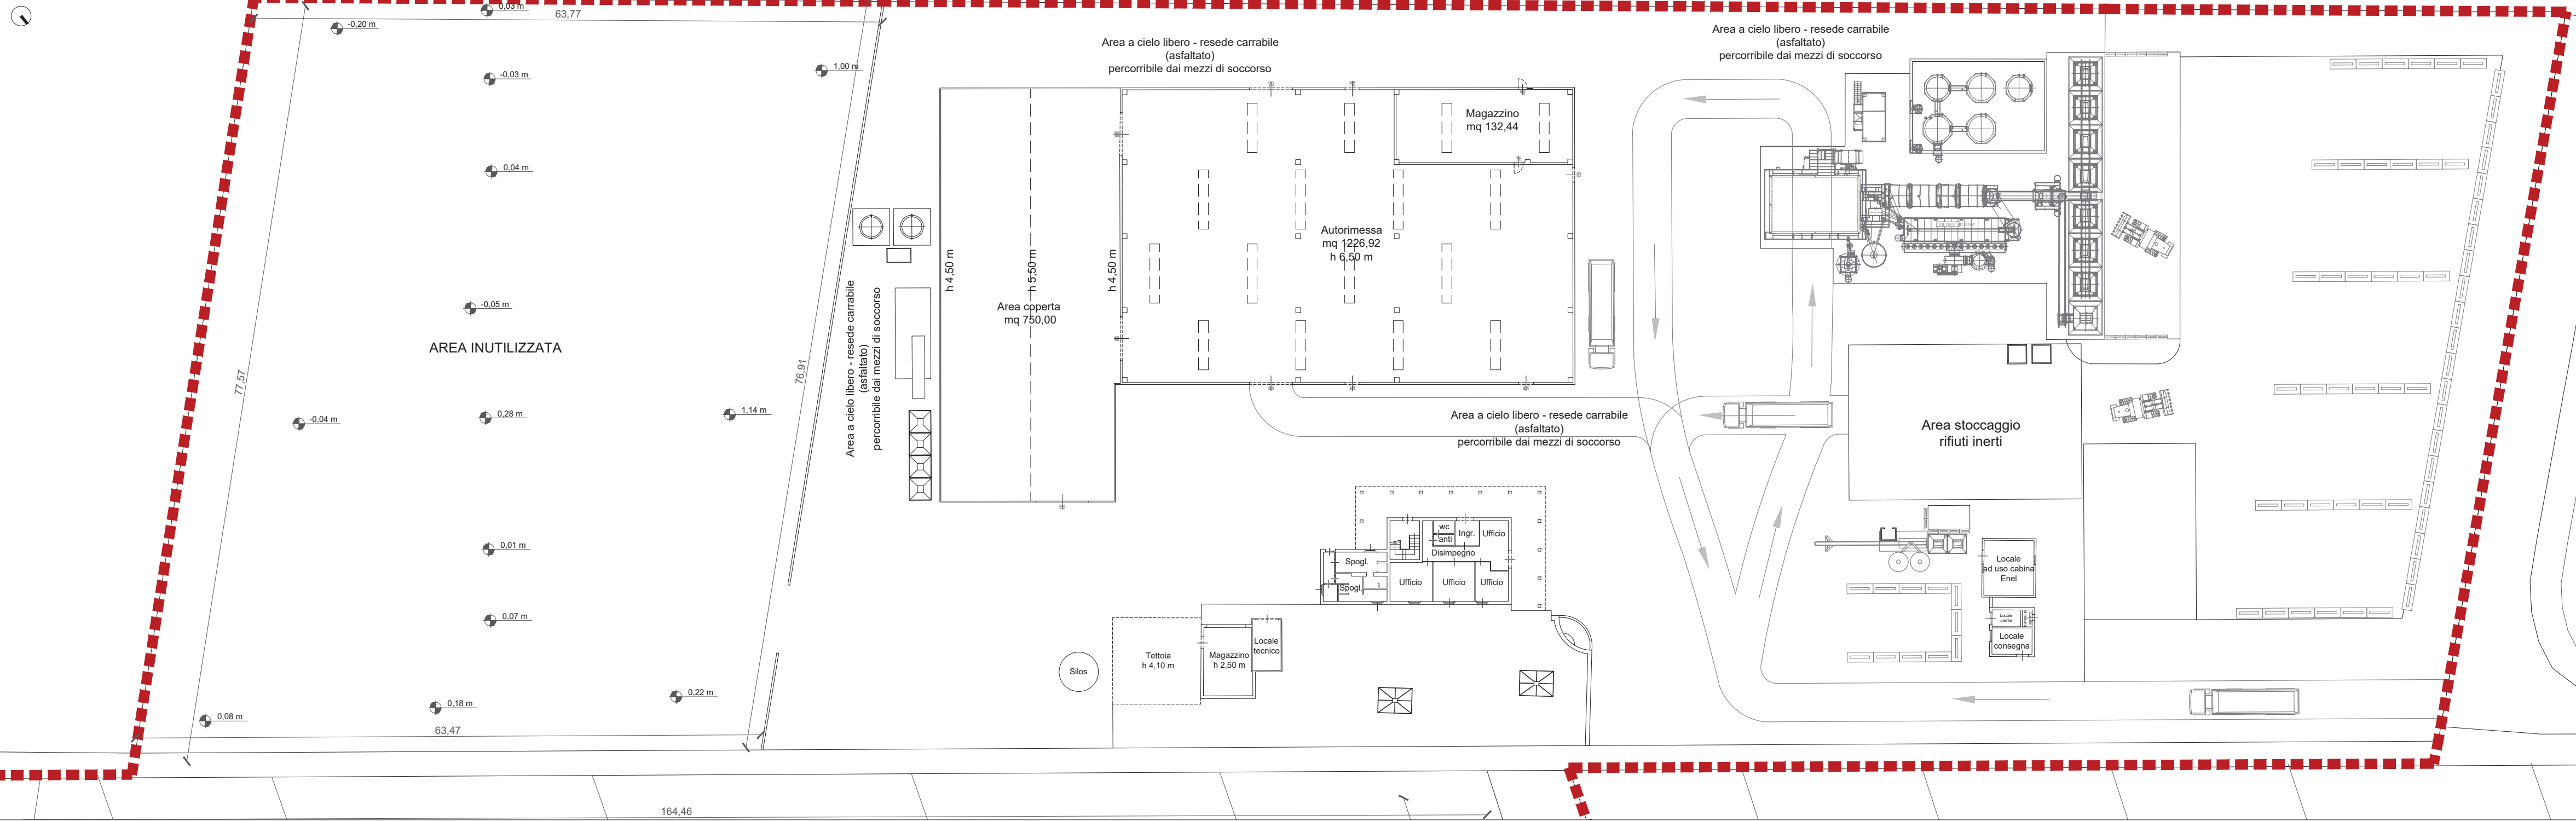 63,77
0,03 m
-0,20 m
-0,03 m
1,00 m
0,04 m
-0,05 m
AREA INUTILIZZATA
77,57
76,91
-0,04 m
0,28 m
1,14 m
0,01 m
0,07 m
0,22 m
0,18 m
0,08 m
63,47
164,46
Area a cielo libero - resede carrabile
(asfaltato)
percorribile dai mezzi di soccorso
Area a cielo libero - resede carrabile
(asfaltato)
percorribile dai mezzi di soccorso
Area a cielo libero - resede carrabile
(asfaltato)
percorribile dai mezzi di soccorso
h 4,50 m
h 5,50 m
h 4,50 m
Area coperta
mq 750,00
Magazzino
mq 132,44
Autorimessa
mq 1226,92
h 6,50 m
Area a cielo libero - resede carrabile
(asfaltato)
percorribile dai mezzi di soccorso
Area stoccaggio
rifiuti inerti
wc
anti
Ingr.
Ufficio
Disimpegno
Spogl.
Spogl.
Ufficio
Ufficio
Ufficio
Locale
tecnico
Magazzino
h 2,50 m
Tettoia
h 4,10 m
Silos
Locale
ad uso cabina
Enel
Locale
Locale
consegna